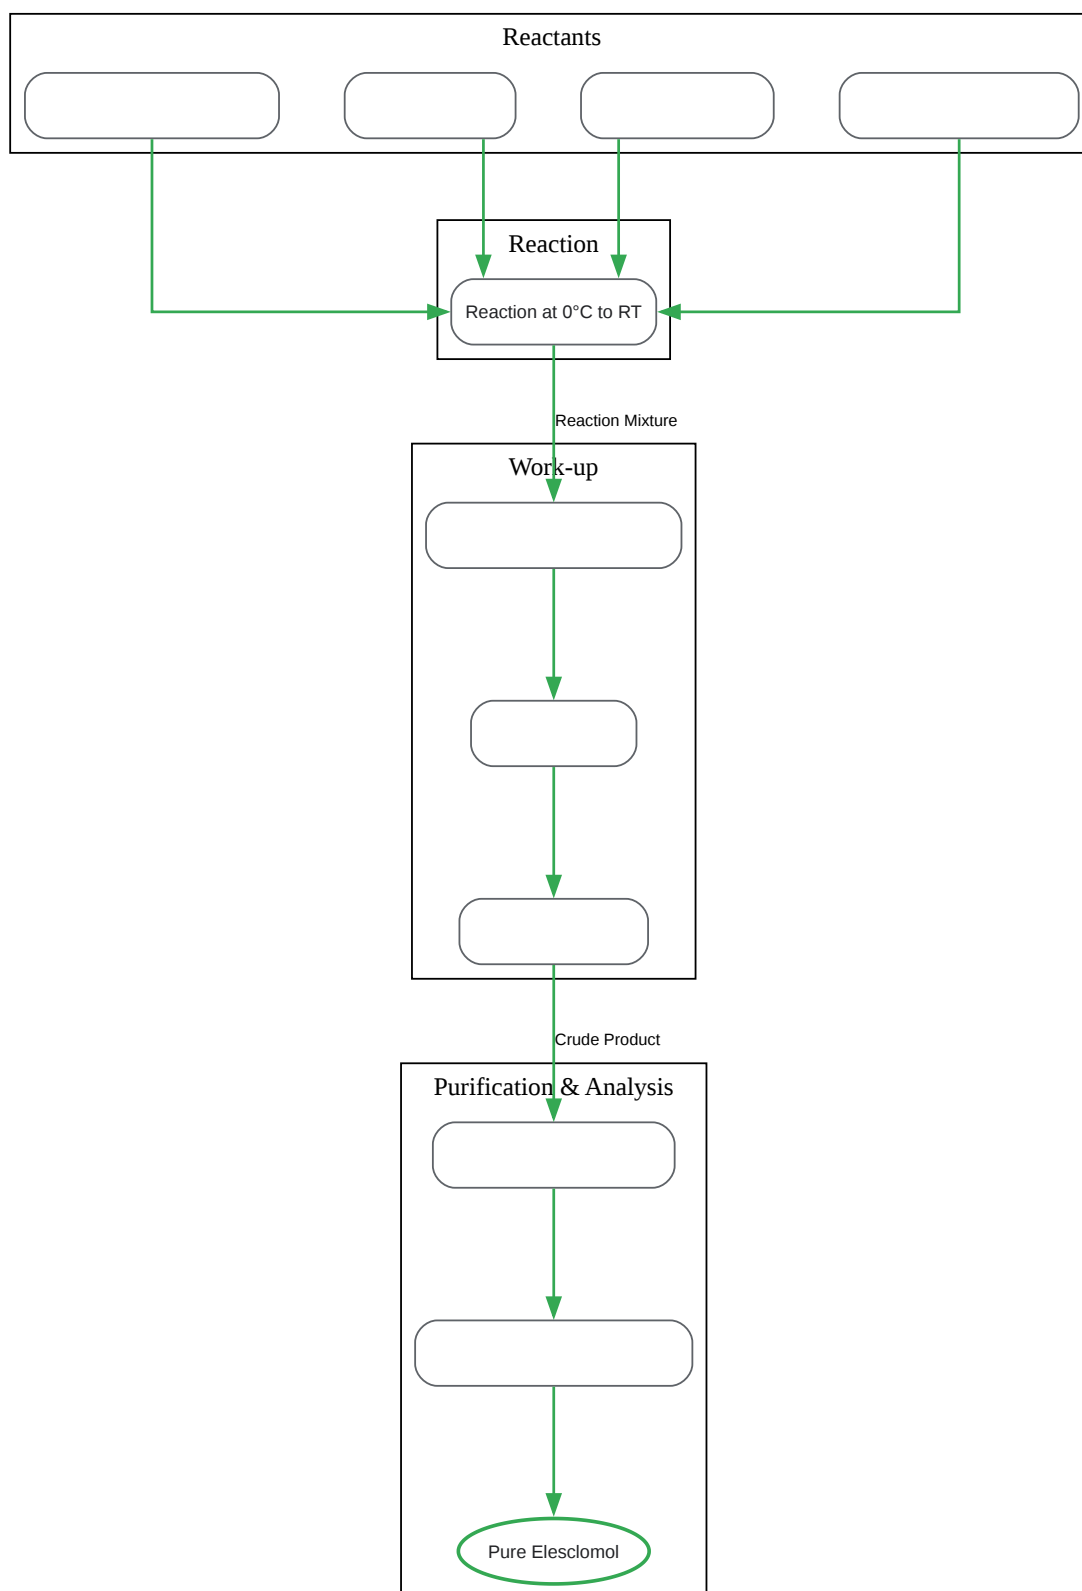 Reactants
Reaction
Reaction at 0°C to RT
Reaction Mixture
Work-up
Crude Product
Purification & Analysis
Pure Elesclomol